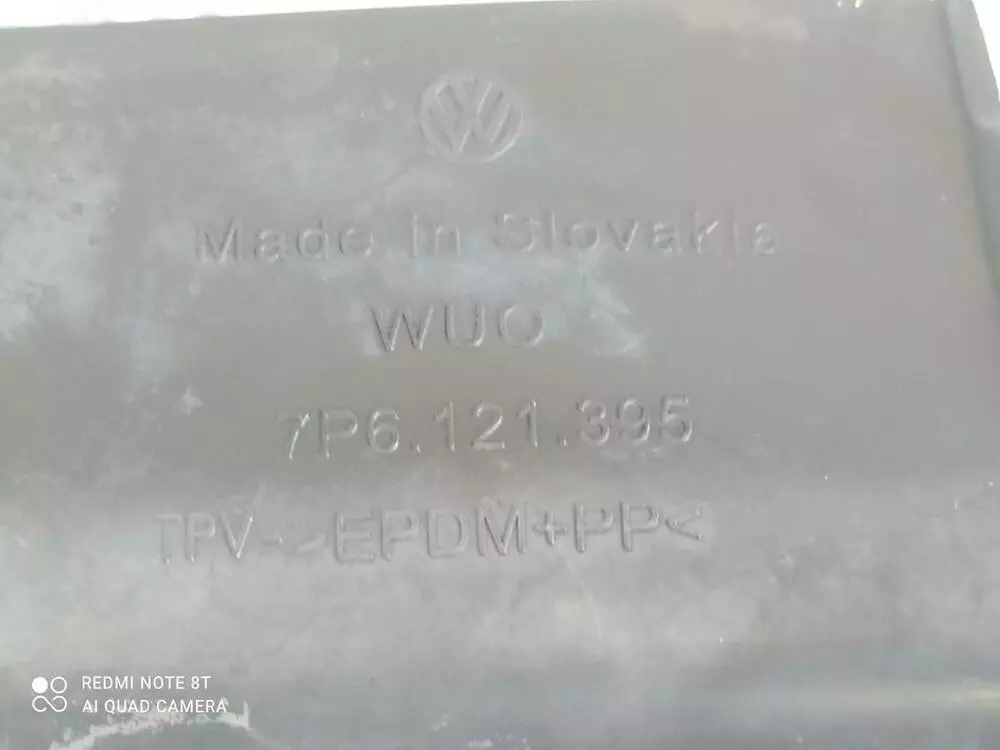 Made in Slovakia
WUO
7P6.121.395
TPV->EPDM+PP<
REDMI NOTE 8T
AI QUAD CAMERA